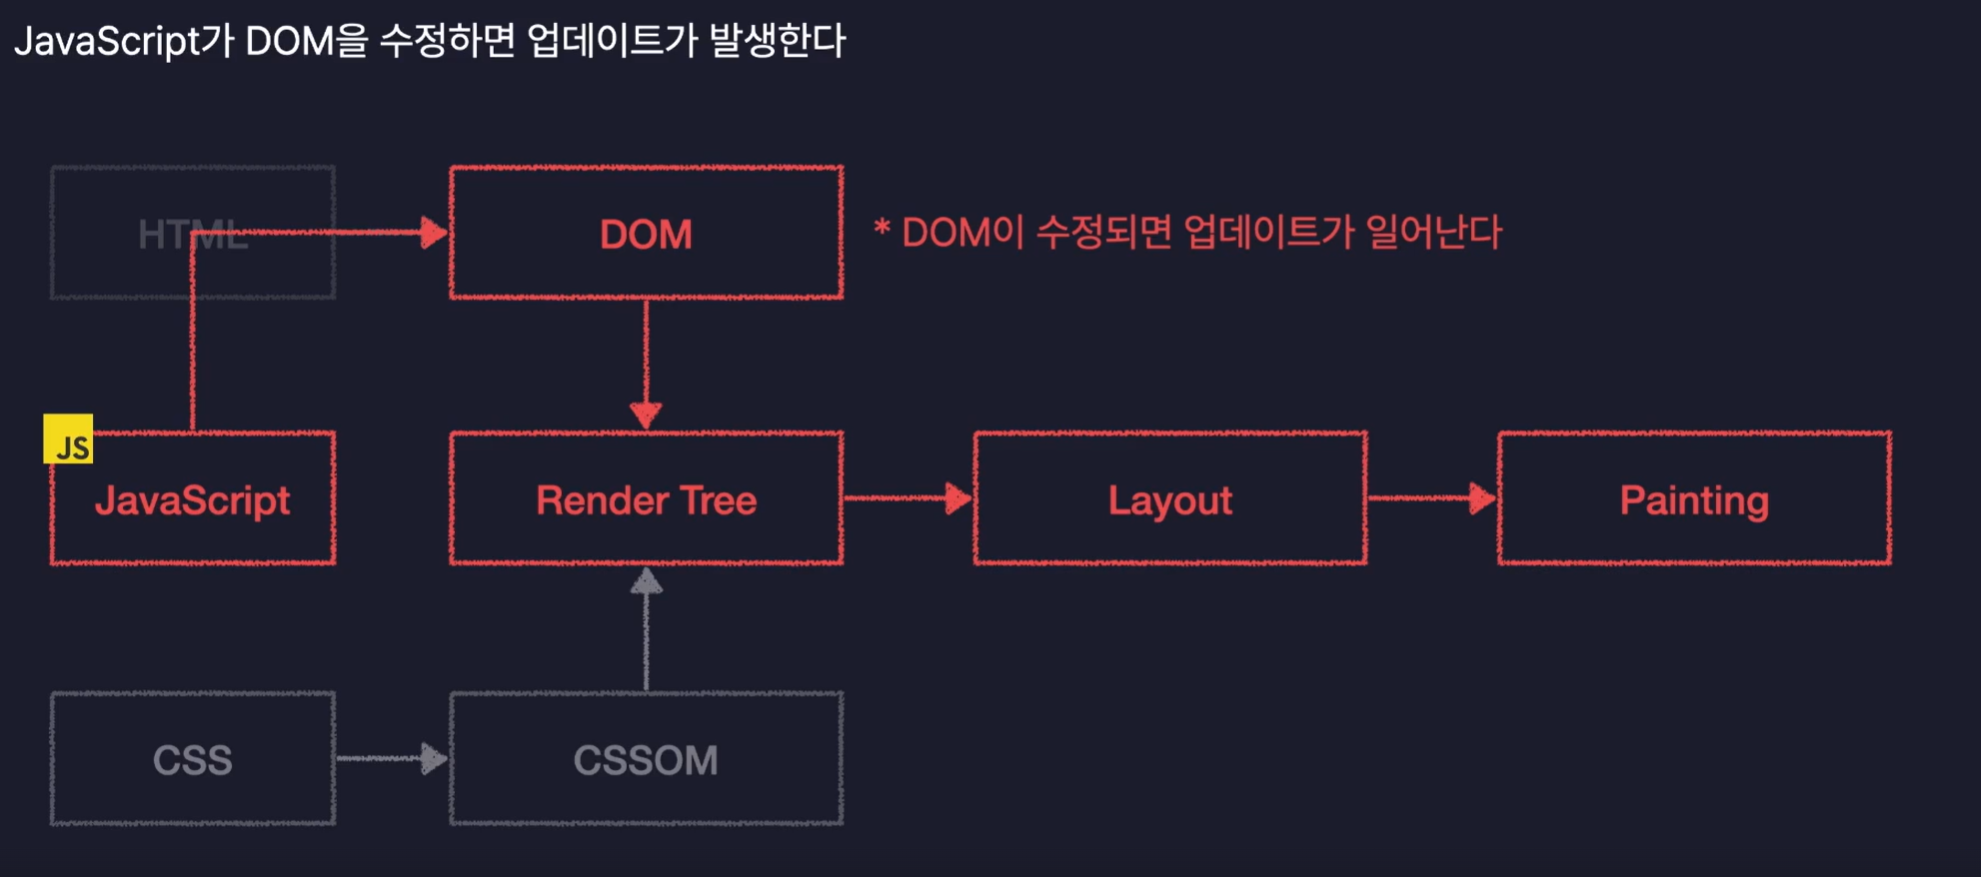 JavaScript가 DOM을 수정하면 업데이트가 발생한다
HTML
DOM
* DOM이 수정되면 업데이트가 일어난다
JS
JavaScript
Render Tree
Layout
Painting
CSS
CSSOM